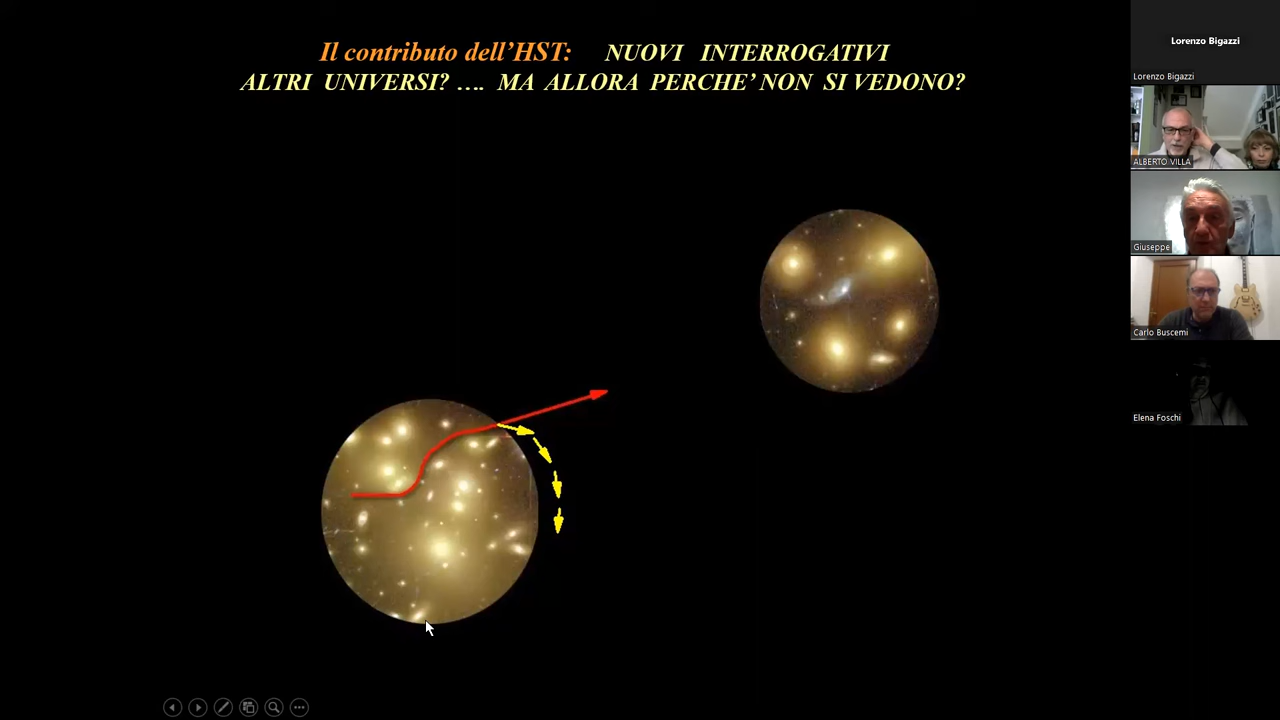 Il contributo dell’HST: NUOVI INTERROGATIVI
ALTRI UNIVERSI? …. MA ALLORA PERCHE’ NON SI VEDONO?
Lorenzo Bigazzi
Lorenzo Bigazzi
ALBERTO VILLA
Giuseppe
Carlo Buscemi
Elena Foschi